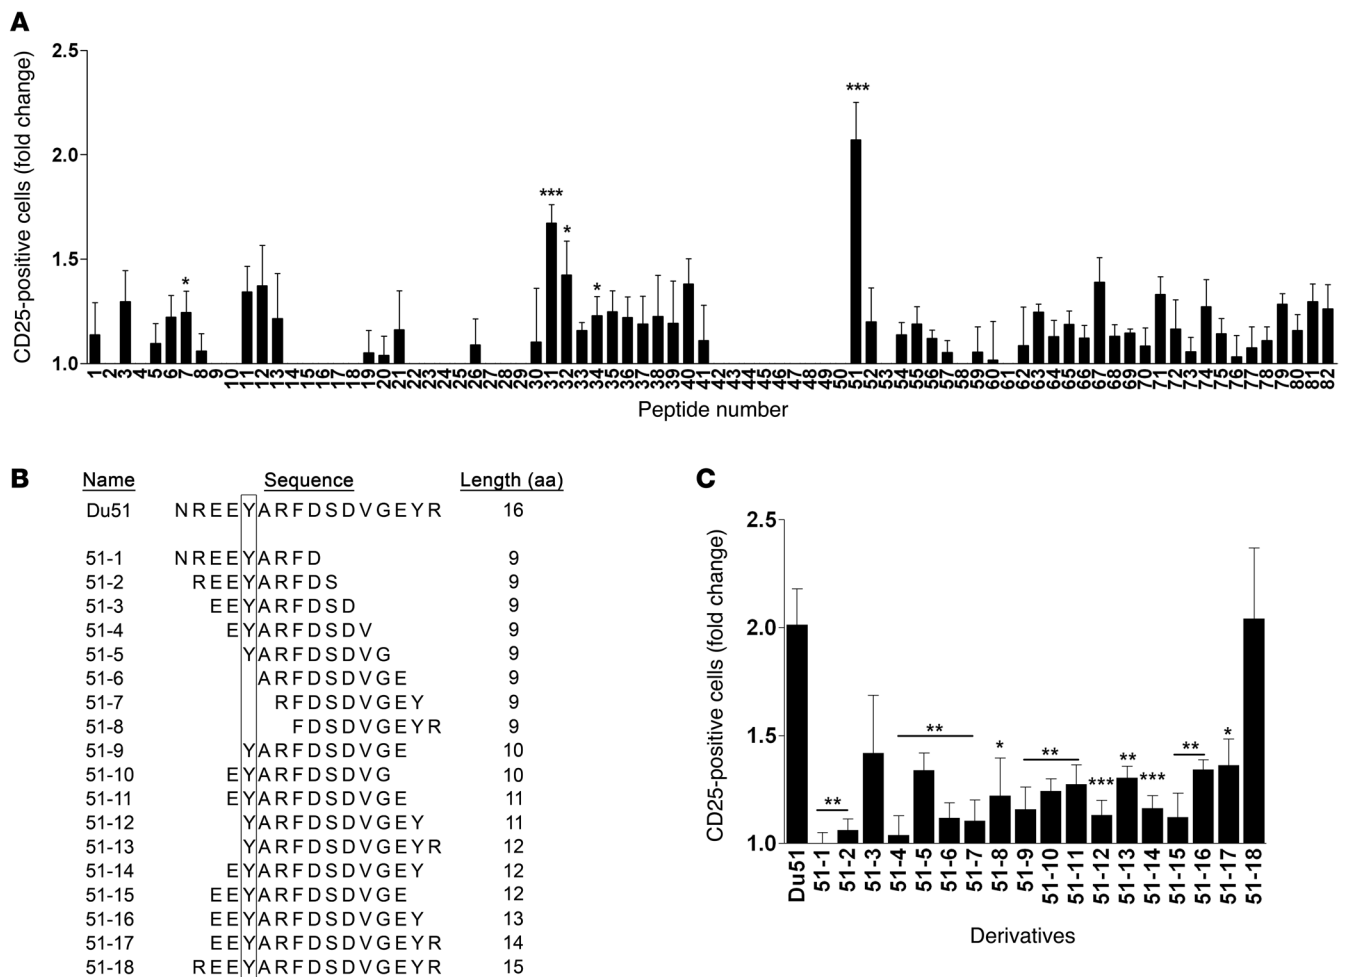 A
2.5
2.0
1.5
1.0
CD25-positive cells (fold change)
***
*
***
*
*
1 2 3 4 5 6 7 8 9 10 11 12 13 14 15 16 17 18 19 20 21 22 23 24 25 26 27 28 29 30 31 32 33 34 35 36 37 38 39 40 41 42 43 44 45 46 47 48 49 50 51 52 53 54 55 56 57 58 59 60 61 62 63 64 65 66 67 68 69 70 71 72 73 74 75 76 77 78 79 80 81 82
Peptide number
B
Name Sequence Length (aa)
Du51 NREEYARFDSDVGEYR 16
51-1 NREEYARFD 9
51-2 REEYARFDS 9
51-3 EEYARFDSD 9
51-4 EYARFDSDV 9
51-5 YARFDSDVG 9
51-6 ARFDSDVGE 9
51-7 RFDSDVGEY 9
51-8 FDSDVGEYR 9
51-9 YARFDSDVGE 10
51-10 EYARFDSDVG 10
51-11 EYARFDSDVGE 11
51-12 YARFDSDVGEY 11
51-13 YARFDSDVGEYR 12
51-14 EYARFDSDVGEY 12
51-15 EEYARFDSDVGE 12
51-16 EEYARFDSDVGEY 13
51-17 EEYARFDSDVGEYR 14
51-18 REEYARFDSDVGEYR 15
C
2.5
2.0
1.5
1.0
CD25-positive cells (fold change)
** ** * ** *** ** *** ** *
Du51 51-1 51-2 51-3 51-4 51-5 51-6 51-7 51-8 51-9 51-10 51-11 51-12 51-13 51-14 51-15 51-16 51-17 51-18
Derivatives